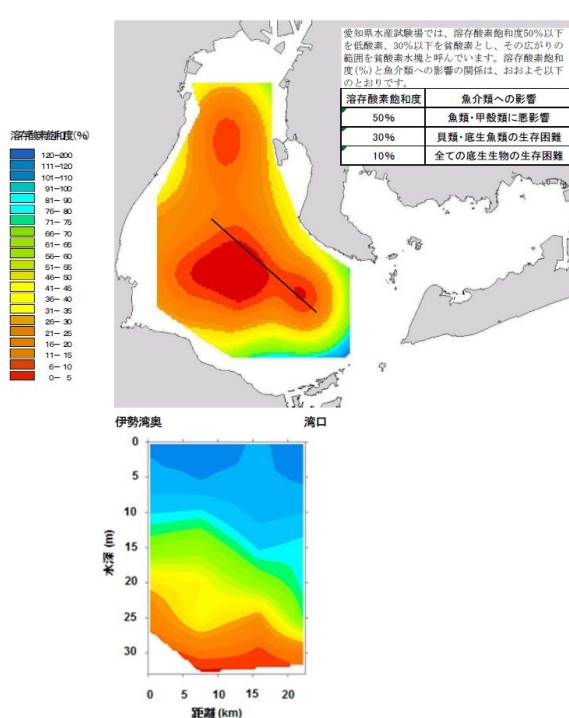 愛知県水産試験場では、溶存酸素飽和度50%以下
を低酸素、30%以下を貧酸素とし、その広がりの
範囲を貧酸素水塊と呼んでいます。溶存酸素飽和
度(%)と魚介類への影響の関係は、おおよそ以下
のとおりです。
溶存酸素飽和度 魚介類への影響
50% 魚類・甲殻類に悪影響
30% 貝類・底生魚類の生存困難
10% 全ての底生生物の生存困難
溶存酸素飽和度(%)
120-200
111-120
101-110
91-100
81-90
76-80
71-75
66-70
61-65
56-60
51-55
46-50
41-45
36-40
31-35
26-30
21-25
16-20
11-15
6-10
0-5
伊勢湾奥 湾口
水深 (m)
0
5
10
15
20
25
30
0 5 10 15 20
距離 (km)